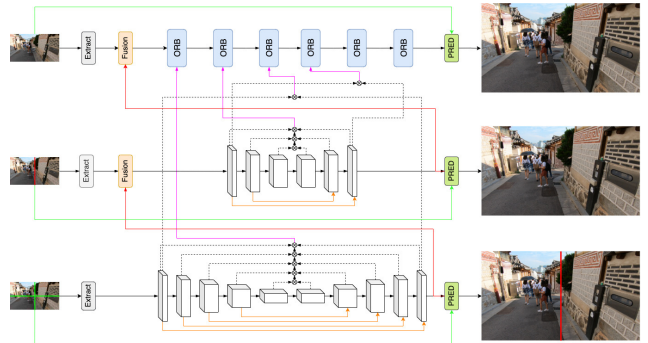 Extract
Fusion
ORB
ORB
ORB
ORB
ORB
ORB
PRED
Extract
Fusion
PRED
Extract
PRED